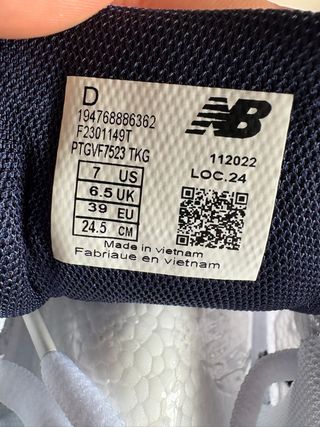 D
194768886362
F2301149T
PTGVF7523 TKG
NB
112022
LOC.24
7 US
6.5 UK
39 EU
24.5 CM
Made in vietnam
Fabriaue en vietnam